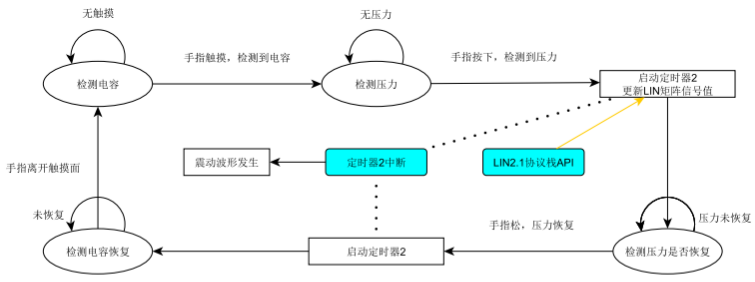 无触摸
无压力
手指触摸，检测到电容
手指按下，检测到压力
检测电容
检测压力
启动定时器2
更新LIN矩阵信号值
手指离开触摸面
震动波形发生
定时器2中断
LIN2.1协议栈API
未恢复
手指松，压力恢复
压力未恢复
检测电容恢复
启动定时器2
检测压力是否恢复